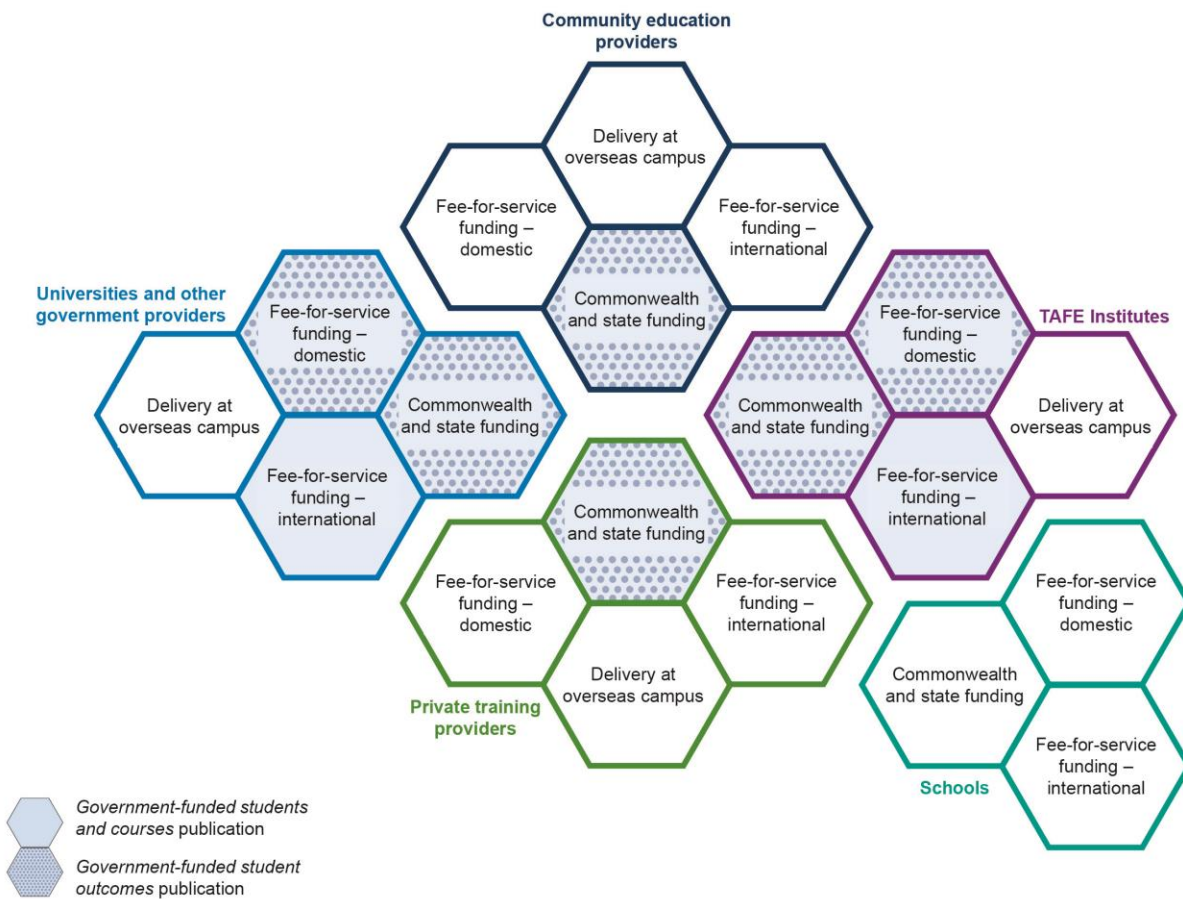 Community education
providers
Delivery at
overseas campus
Fee-for-service
funding –
domestic
Fee-for-service
funding –
international
Commonwealth
and state funding
Universities and other
government providers
Fee-for-service
funding –
domestic
Delivery at
overseas campus
Commonwealth
and state funding
Fee-for-service
funding –
international
TAFE Institutes
Fee-for-service
funding –
domestic
Commonwealth
and state funding
Delivery at
overseas campus
Fee-for-service
funding –
international
Commonwealth
and state funding
Fee-for-service
funding –
domestic
Fee-for-service
funding –
international
Delivery at
overseas campus
Private training
providers
Fee-for-service
funding –
domestic
Commonwealth
and state funding
Fee-for-service
funding –
international
Schools
Government-funded students
and courses publication
Government-funded student
outcomes publication